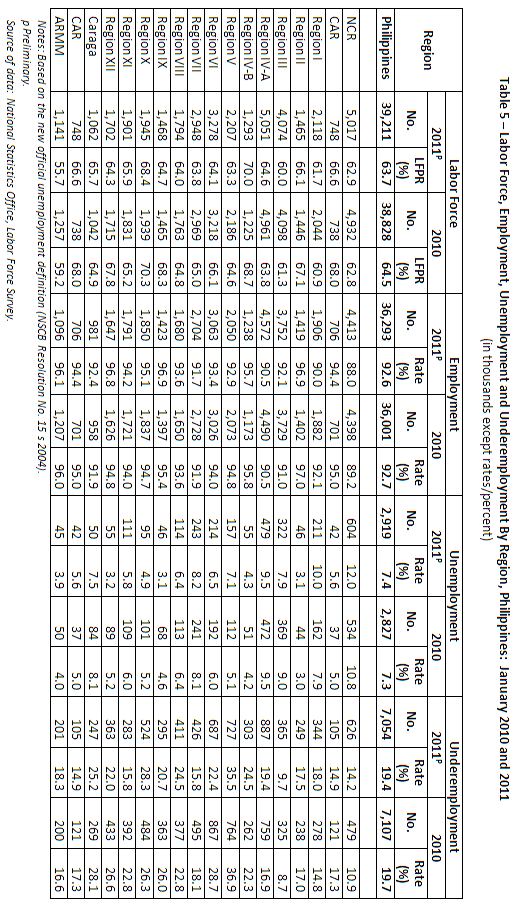 Table 5 – Labor Force, Employment, Unemployment and Underemployment By Region, Philippines: January 2010 and 2011
(in thousands except rates/percent)
Region Labor Force Employment Unemployment Underemployment
2011ᵖ 2010 2011ᵖ 2010 2011ᵖ 2010 2011ᵖ 2010
No. LFPR (%) No. LFPR (%) No. Rate (%) No. Rate (%) No. Rate (%) No. Rate (%) No. Rate (%) No. Rate (%)
Philippines 39,211 63.7 38,828 64.5 36,293 92.6 36,001 92.7 2,919 7.4 2,827 7.3 7,054 19.4 7,107 19.7
NCR 5,017 62.9 4,932 62.8 4,413 88.0 4,398 89.2 604 12.0 534 10.8 626 14.2 479 10.9
CAR 748 66.6 738 68.0 706 94.4 701 95.0 42 5.6 37 5.0 105 14.9 121 17.3
Region I 2,118 61.7 2,044 60.9 1,906 90.0 1,882 92.1 211 10.0 162 7.9 344 18.0 278 14.8
Region II 1,465 66.1 1,446 67.1 1,419 96.9 1,402 97.0 46 3.1 44 3.0 249 17.5 238 17.0
Region III 4,074 60.0 4,098 61.3 3,752 92.1 3,729 91.0 322 7.9 369 9.0 365 9.7 325 8.7
Region IV-A 5,051 64.6 4,961 63.8 4,572 90.5 4,490 90.5 479 9.5 472 9.5 887 19.4 759 16.9
Region IV-B 1,293 70.0 1,225 68.7 1,238 95.7 1,173 95.8 55 4.3 51 4.2 303 24.5 262 22.3
Region V 2,207 63.3 2,186 64.6 2,050 92.9 2,073 94.8 157 7.1 112 5.1 727 35.5 764 36.9
Region VI 3,278 64.1 3,218 66.1 3,063 93.4 3,026 94.0 214 6.5 192 6.0 687 22.4 867 28.7
Region VII 2,948 63.8 2,969 65.0 2,704 91.7 2,728 91.9 243 8.2 241 8.1 426 15.8 495 18.1
Region VIII 1,794 64.0 1,763 64.8 1,680 93.6 1,650 93.6 114 6.4 113 6.4 411 24.5 377 22.8
Region IX 1,468 64.7 1,465 68.3 1,423 96.9 1,397 95.4 46 3.1 68 4.6 295 20.7 363 26.0
Region X 1,945 68.4 1,939 70.3 1,850 95.1 1,837 94.7 95 4.9 101 5.2 524 28.3 484 26.3
Region XI 1,901 65.9 1,831 65.2 1,791 94.2 1,721 94.0 111 5.8 109 6.0 283 15.8 392 22.8
Region XII 1,702 64.3 1,715 67.8 1,647 96.8 1,626 94.8 55 3.2 89 5.2 363 22.0 433 26.6
Caraga 1,062 65.7 1,042 64.9 981 92.4 958 91.9 50 7.5 84 8.1 247 25.2 269 28.1
CAR 748 66.6 738 68.0 706 94.4 701 95.0 42 5.6 37 5.0 105 14.9 121 17.3
ARMM 1,141 55.7 1,257 59.2 1,096 96.1 1,207 96.0 45 3.9 50 4.0 201 18.3 200 16.6
Notes: Based on the new official unemployment definition (NSCB Resolution No. 15 s 2004).
p Preliminary.
Source of data: National Statistics Office, Labor Force Survey.